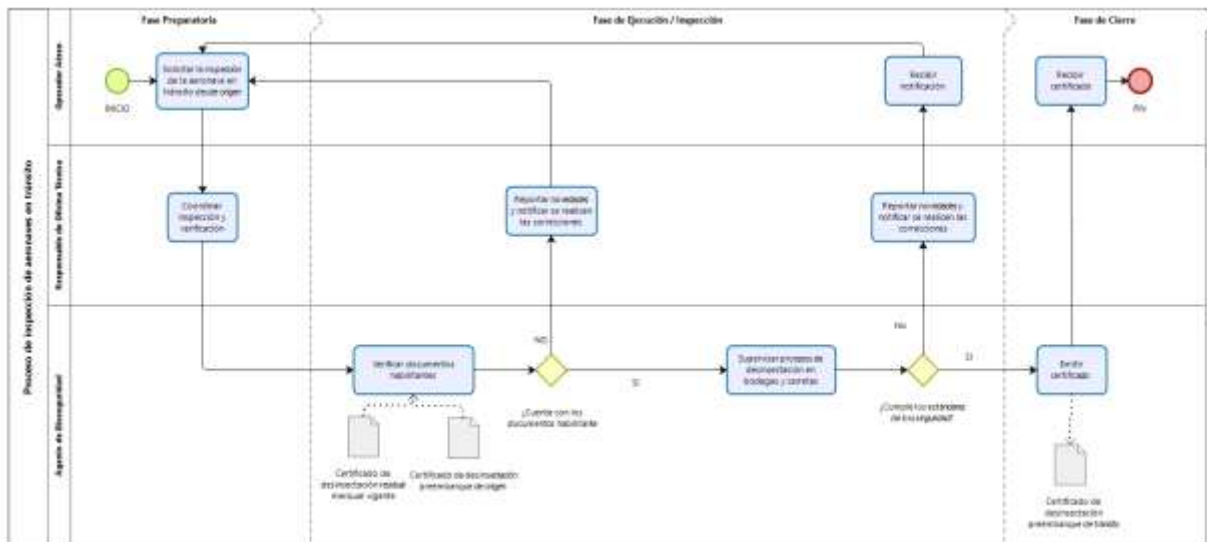 Fase Preparatoria
Fase de Ejecución / Inspección
Fase de Cierre
Proceso de inspección de aeronaves en tránsito
Operador Aéreo
Responsable de Oficina Técnica
Agente de Bioseguridad
INICIO
Solicitar la inspección
de la aeronave en
tránsito desde origen
Recibir
notificación
Recibir
certificado
FIN
Coordinar
inspección y
verificación
Reportar novedades
y notificar se realicen
las correcciones
Reportar novedades y
notificar se realicen las
correcciones
Verificar documentos
habilitantes
NO
SI
¿Cuenta con los
documentos habilitante
Supervisar proceso de
desinsectación en
bodegas y carretas
No
SI
¿Cumple los estándares
de bioseguridad?
Emitir
certificado
Certificado de
desinsectación residual
mensual vigente
Certificado de desinsectación
preembarque de origen
Certificado de
desinsectación
preembarque de tránsito